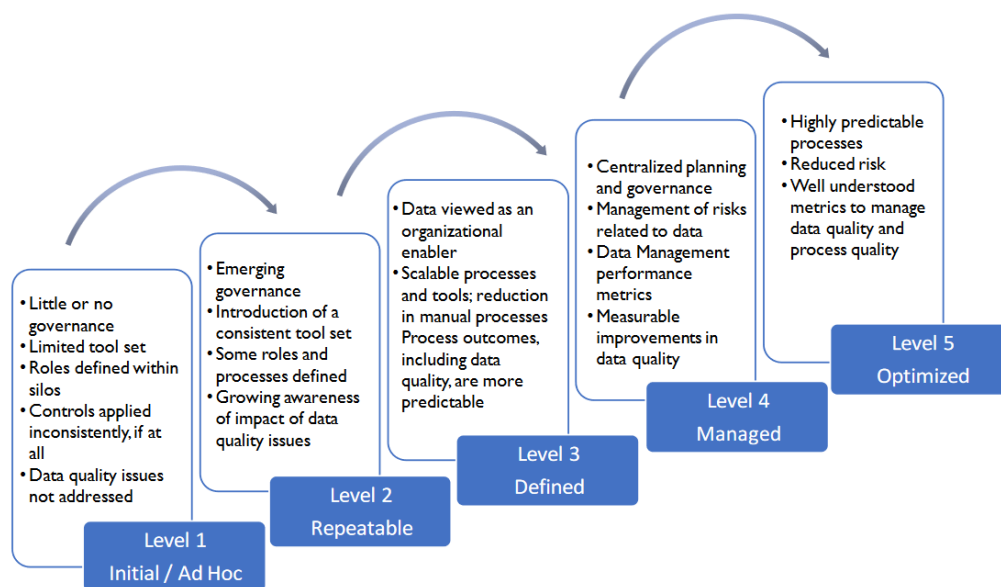 • Little or no
governance
• Limited tool set
• Roles defined within
silos
• Controls applied
inconsistently, if at
all
• Data quality issues
not addressed
Level 1
Initial / Ad Hoc
• Emerging
governance
• Introduction of a
consistent tool set
• Some roles and
processes defined
• Growing awareness
of impact of data
quality issues
Level 2
Repeatable
• Data viewed as an
organizational
enabler
• Scalable processes
and tools; reduction
in manual processes
Process outcomes,
including data
quality, are more
predictable
Level 3
Defined
• Centralized planning
and governance
• Management of risks
related to data
• Data Management
performance
metrics
• Measurable
improvements in
data quality
Level 4
Managed
• Highly predictable
processes
• Reduced risk
• Well understood
metrics to manage
data quality and
process quality
Level 5
Optimized